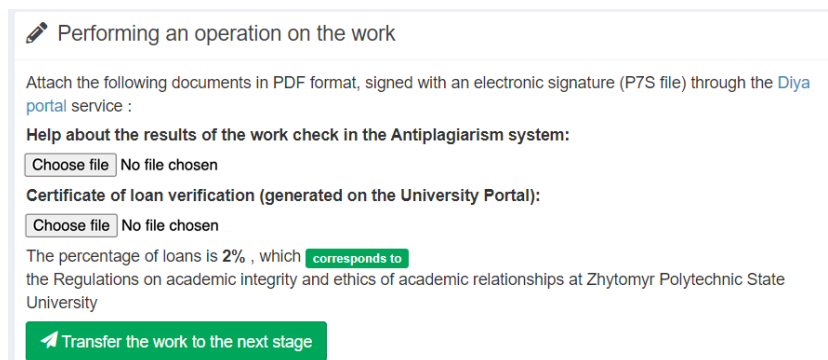 Performing an operation on the work
Attach the following documents in PDF format, signed with an electronic signature (P7S file) through the Diya
portal service :
Help about the results of the work check in the Antiplagiarism system:
Choose file No file chosen
Certificate of loan verification (generated on the University Portal):
Choose file No file chosen
The percentage of loans is 2% , which corresponds to
the Regulations on academic integrity and ethics of academic relationships at Zhytomyr Polytechnic State
University
Transfer the work to the next stage